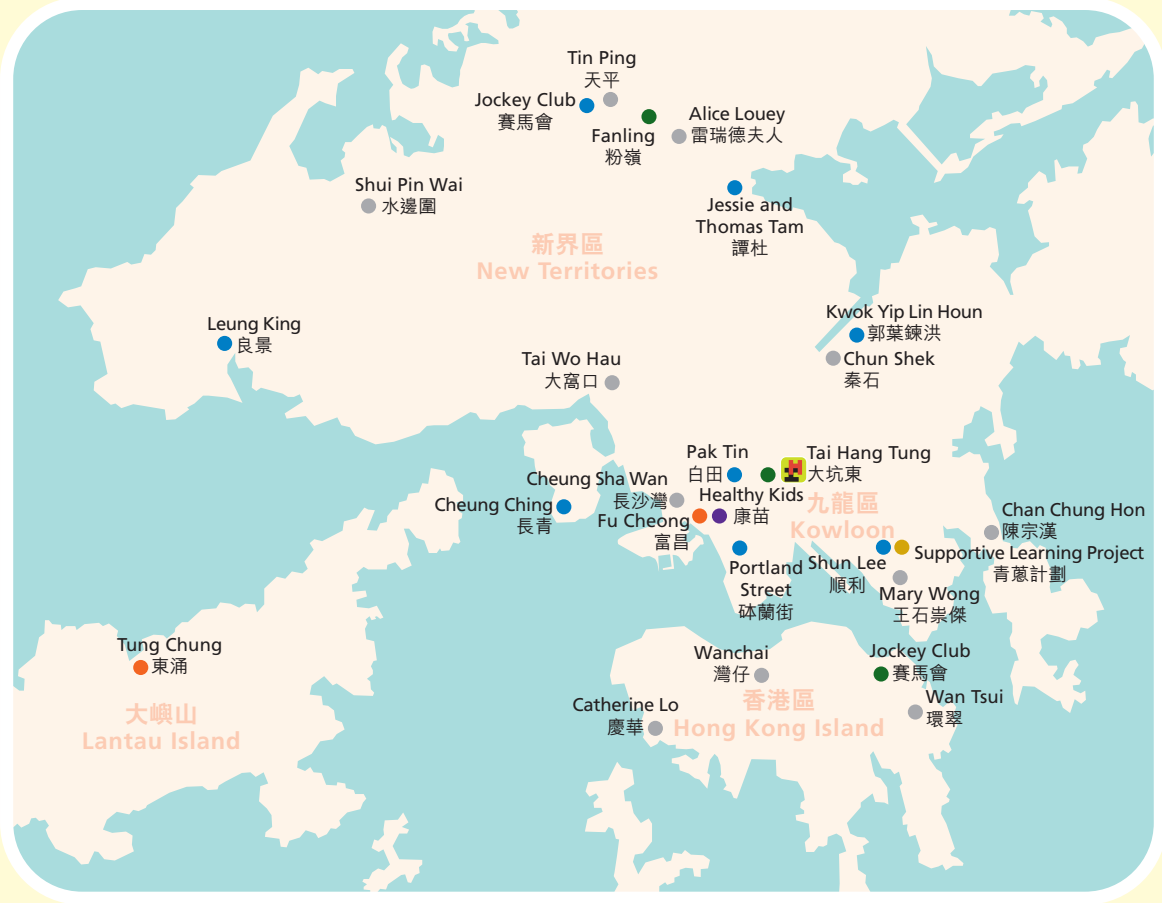 Tin Ping
天平
Jockey Club
賽馬會
Fanling
粉嶺
Alice Louey
雷瑞德夫人
Shui Pin Wai
水邊圍
Jessie and
Thomas Tam
譚杜
新界區
New Territories
Leung King
良景
Kwok Yip Lin Houn
郭葉鍊洪
Chun Shek
秦石
Tai Wo Hau
大窩口
Pak Tin
白田
Tai Hang Tung
大坑東
Cheung Sha Wan
長沙灣
Healthy Kids
康苗
Cheung Ching
長青
Fu Cheong
富昌
九龍區
Kowloon
Chan Chung Hon
陳宗漢
Supportive Learning Project
青蔥計劃
Portland
Street
砵蘭街
Shun Lee
順利
Mary Wong
王石崇傑
Tung Chung
東涌
大嶼山
Lantau Island
Wanchai
灣仔
Jockey Club
賽馬會
Catherine Lo
慶華
香港區
Hong Kong Island
Wan Tsui
環翠